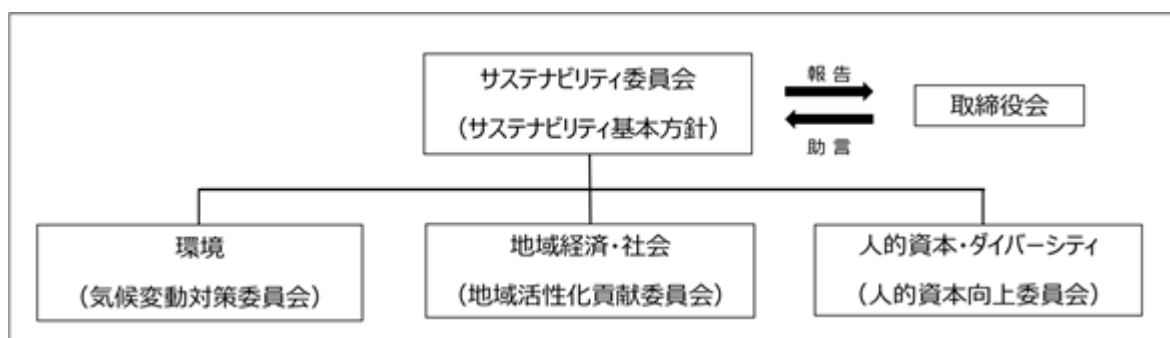 サステナビリティ委員会
（サステナビリティ基本方針）
報告
助言
取締役会
環境
（気候変動対策委員会）
地域経済・社会
（地域活性化貢献委員会）
人的資本・ダイバーシティ
（人的資本向上委員会）